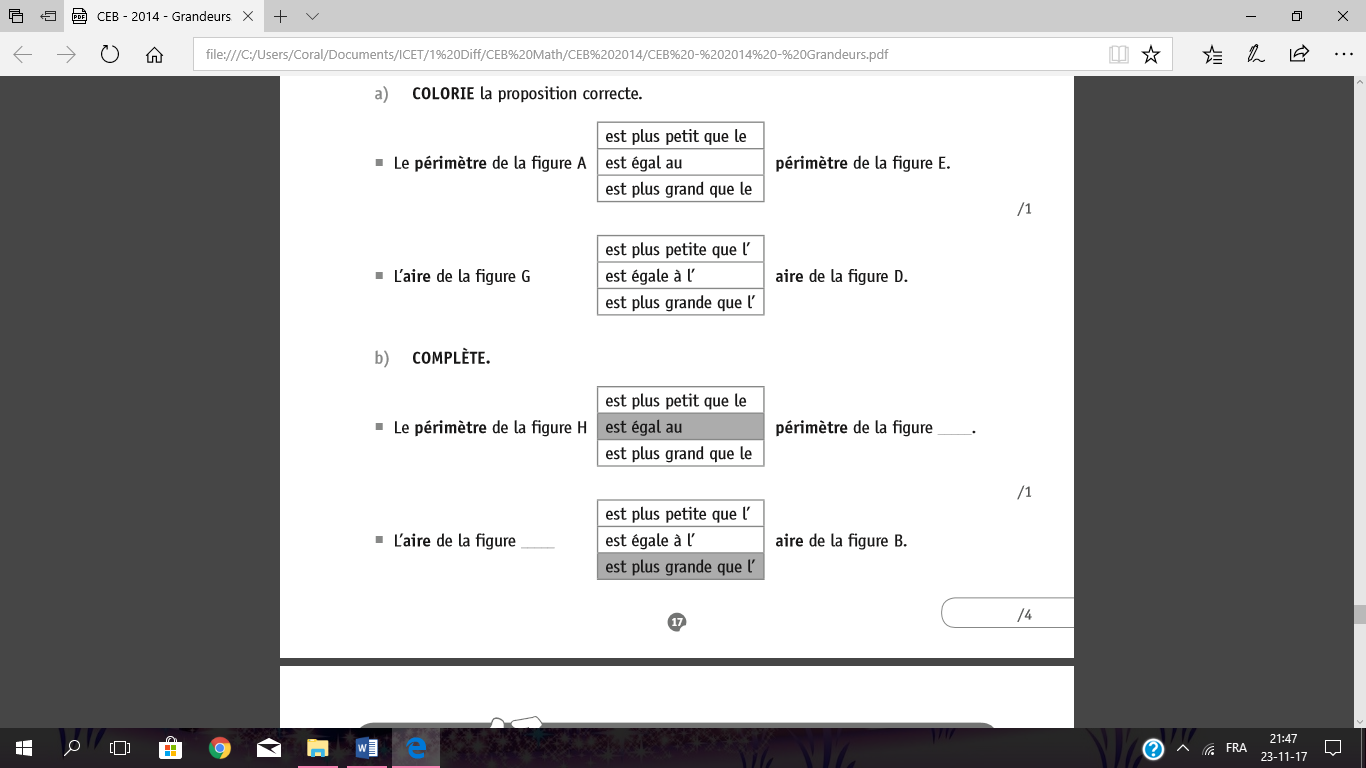 CEB - 2014 - Grandeurs
file:///C:/Users/Coral/Documents/ICET/1%20Diff/CEB%20Math/CEB%202014/CEB%20-%202014%20-%20Grandeurs.pdf
a) COLORIE la proposition correcte.
est plus petit que le
■ Le périmètre de la figure A est égal au périmètre de la figure E.
est plus grand que le
/1
est plus petite que l’
■ L’aire de la figure G est égale à l’ aire de la figure D.
est plus grande que l’
b) COMPLÈTE.
est plus petit que le
■ Le périmètre de la figure H est égal au périmètre de la figure ____.
est plus grand que le
/1
est plus petite que l’
■ L’aire de la figure ____ est égale à l’ aire de la figure B.
est plus grande que l’
17
/4
FRA
21:47
23-11-17